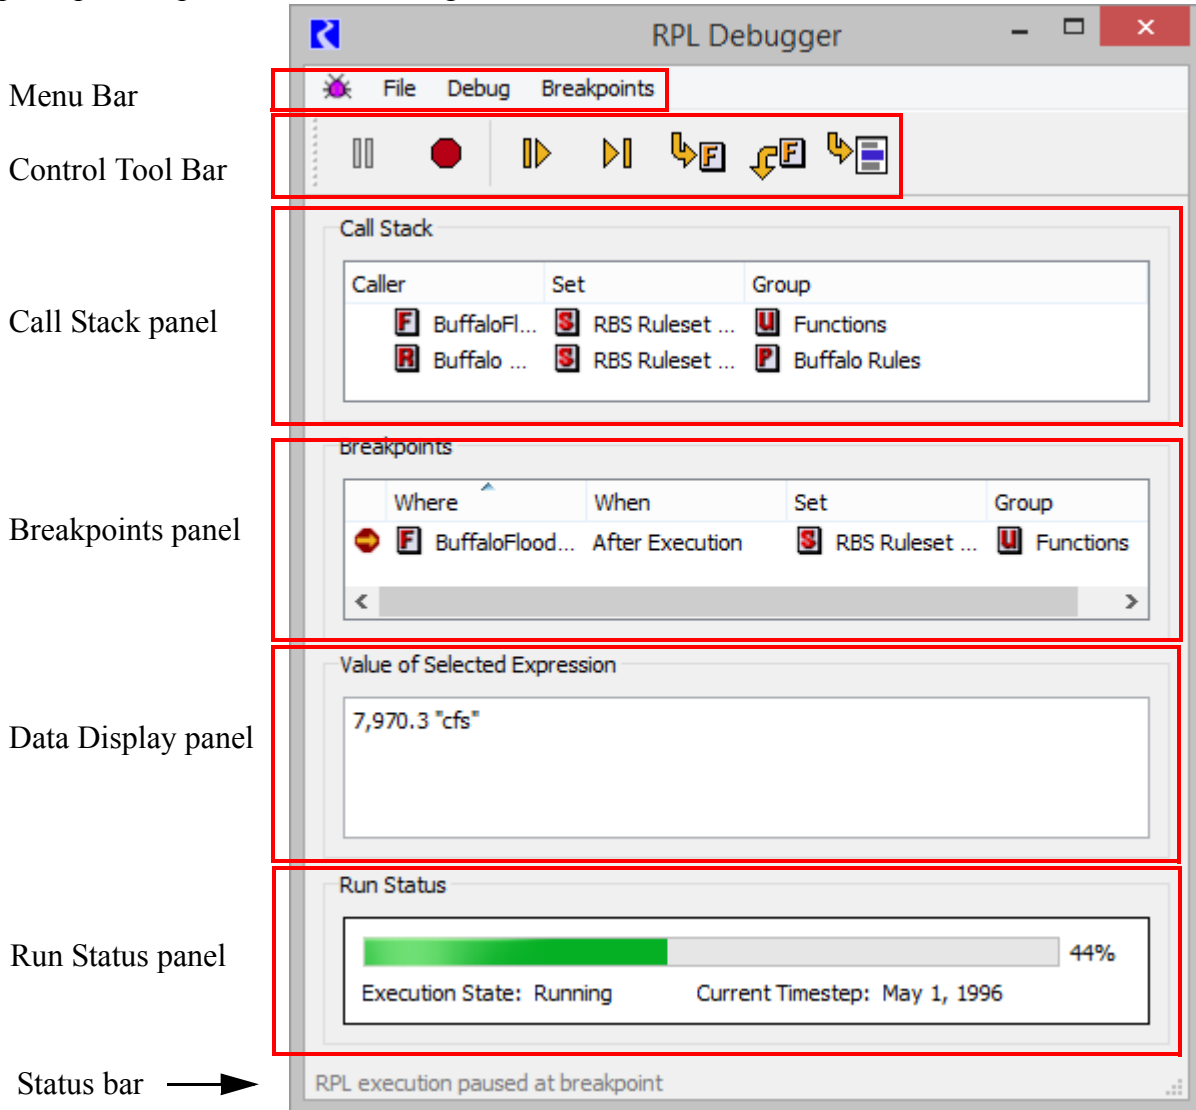 RPL Debugger
Menu Bar
File Debug Breakpoints
Control Tool Bar
F F
Call Stack
Caller Set Group
Call Stack panel
F BuffaloFl... S RBS Ruleset ... U Functions
R Buffalo ... S RBS Ruleset ... P Buffalo Rules
Breakpoints
Where When Set Group
Breakpoints panel
F BuffaloFlood... After Execution S RBS Ruleset ... U Functions
Value of Selected Expression
7,970.3 "cfs"
Data Display panel
Run Status
44%
Run Status panel
Execution State: Running Current Timestep: May 1, 1996
Status bar
RPL execution paused at breakpoint